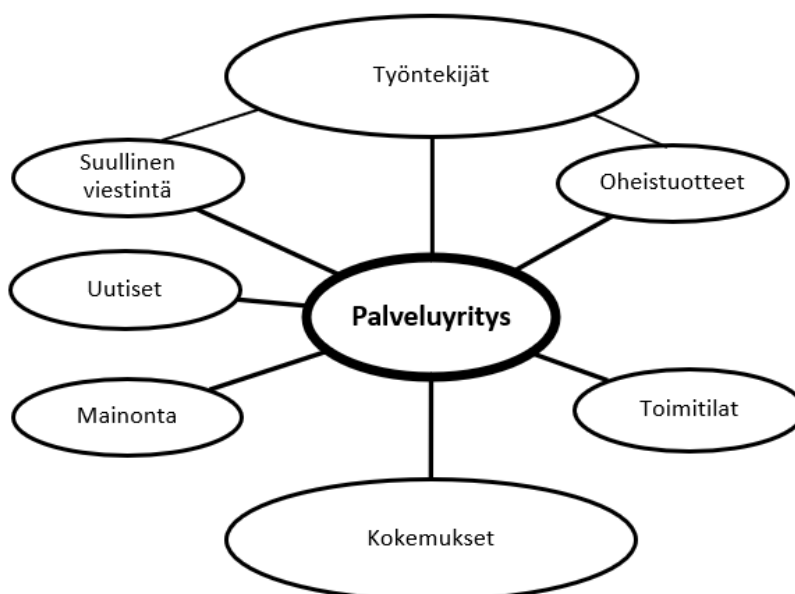 Työntekijät
Suullinen
viestintä
Oheistuotteet
Uutiset
Palveluyritys
Mainonta
Toimitilat
Kokemukset